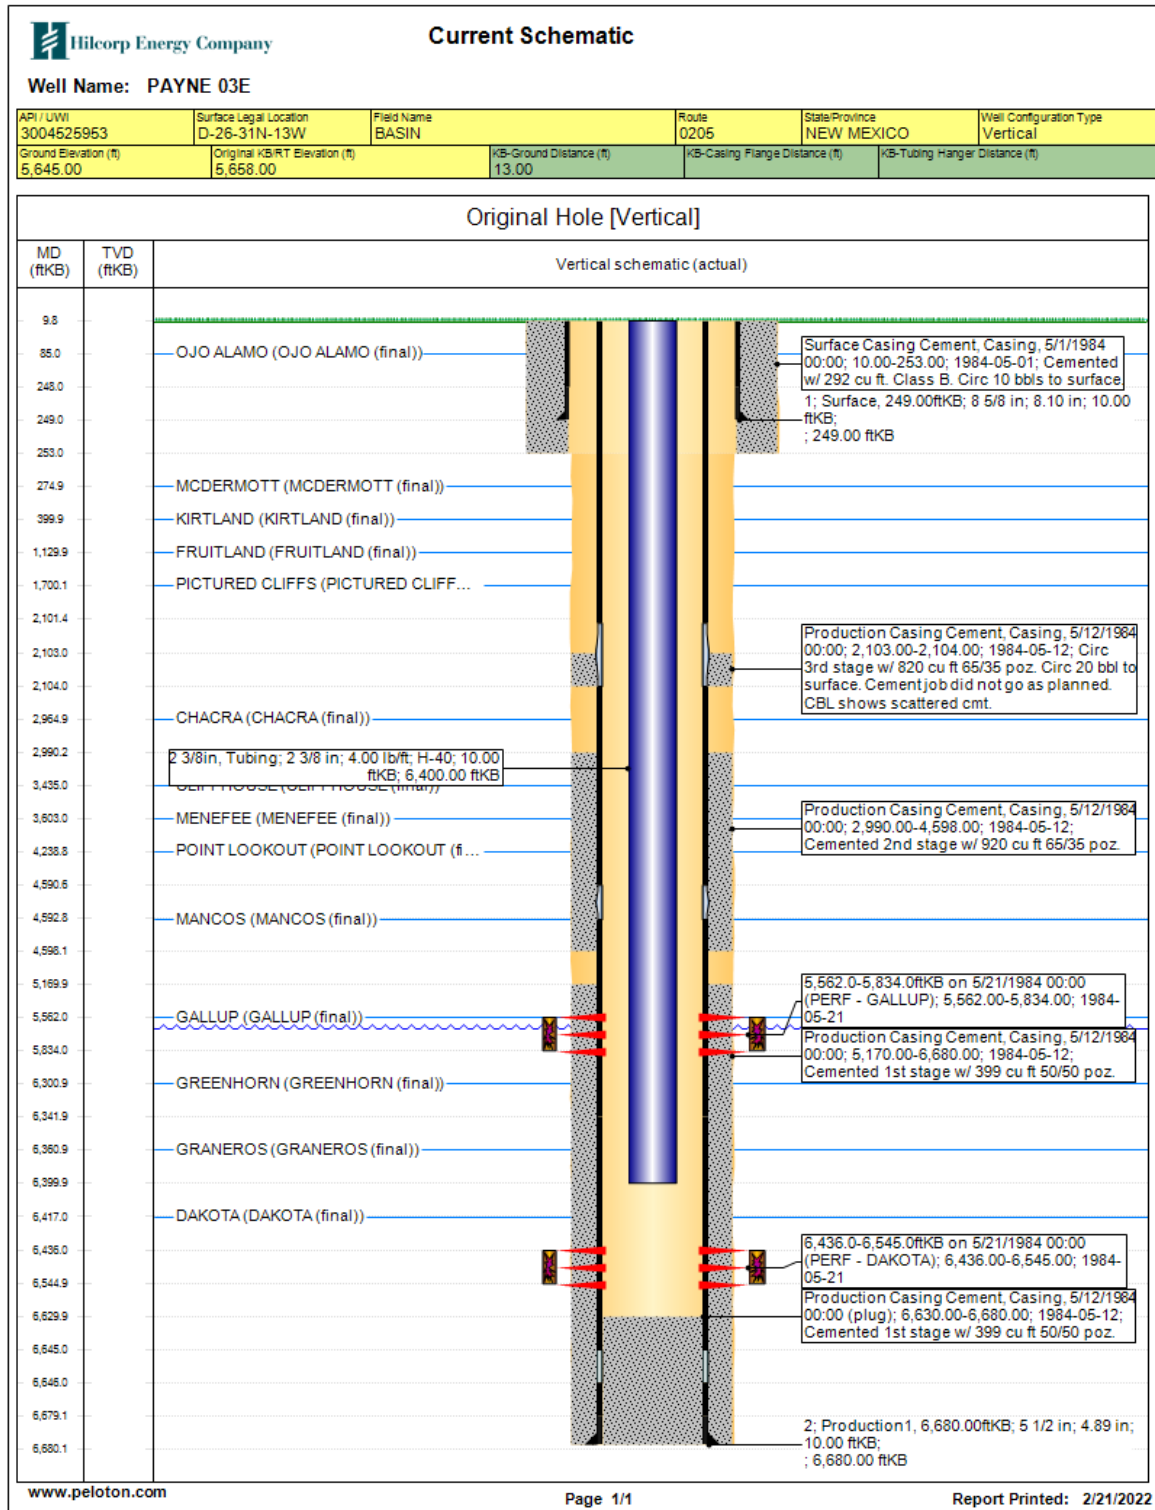 Hilcorp Energy Company
Current Schematic
Well Name: PAYNE 03E
API / UWI
3004525953
Surface Legal Location
D-26-31N-13W
Field Name
BASIN
Route
0205
State/Province
NEW MEXICO
Well Configuration Type
Vertical
Ground Elevation (ft)
5,645.00
Original KB/RT Elevation (ft)
5,658.00
KB-Ground Distance (ft)
13.00
KB-Casing Flange Distance (ft)
KB-Tubing Hanger Distance (ft)
Original Hole [Vertical]
MD
(ftKB)
TVD
(ftKB)
Vertical schematic (actual)
9.8
85.0
248.0
249.0
253.0
274.9
399.9
1,129.9
1,700.1
2,101.4
2,103.0
2,104.0
2,964.9
2,990.2
3,435.0
3,603.0
4,238.8
4,590.6
4,592.8
4,598.1
5,169.9
5,562.0
5,834.0
6,300.9
6,341.9
6,360.9
6,399.9
6,417.0
6,436.0
6,544.9
6,629.9
6,645.0
6,646.0
6,679.1
6,680.1
OJO ALAMO (OJO ALAMO (final))
MCDERMOTT (MCDERMOTT (final))
KIRTLAND (KIRTLAND (final))
FRUITLAND (FRUITLAND (final))
PICTURED CLIFFS (PICTURED CLIFF...
CHACRA (CHACRA (final))
2 3/8in, Tubing; 2 3/8 in; 4.00 lb/ft; H-40; 10.00
ftKB; 6,400.00 ftKB
CLIFFHOUSE (CLIFFHOUSE (final))
MENEFEE (MENEFEE (final))
POINT LOOKOUT (POINT LOOKOUT (fi...
MANCOS (MANCOS (final))
GALLUP (GALLUP (final))
GREENHORN (GREENHORN (final))
GRANEROS (GRANEROS (final))
DAKOTA (DAKOTA (final))
Surface Casing Cement, Casing, 5/1/1984
00:00; 10.00-253.00; 1984-05-01; Cemented
w/ 292 cu ft. Class B. Circ 10 bbls to surface.
1; Surface, 249.00ftKB; 8 5/8 in; 8.10 in; 10.00
ftKB;
; 249.00 ftKB
Production Casing Cement, Casing, 5/12/1984
00:00; 2,103.00-2,104.00; 1984-05-12; Circ
3rd stage w/ 820 cu ft 65/35 poz. Circ 20 bbl to
surface. Cement job did not go as planned.
CBL shows scattered cmt.
Production Casing Cement, Casing, 5/12/1984
00:00; 2,990.00-4,598.00; 1984-05-12;
Cemented 2nd stage w/ 920 cu ft 65/35 poz.
5,562.0-5,834.0ftKB on 5/21/1984 00:00
(PERF - GALLUP); 5,562.00-5,834.00; 1984-
05-21
Production Casing Cement, Casing, 5/12/1984
00:00; 5,170.00-6,680.00; 1984-05-12;
Cemented 1st stage w/ 399 cu ft 50/50 poz.
6,436.0-6,545.0ftKB on 5/21/1984 00:00
(PERF - DAKOTA); 6,436.00-6,545.00; 1984-
05-21
Production Casing Cement, Casing, 5/12/1984
00:00 (plug); 6,630.00-6,680.00; 1984-05-12;
Cemented 1st stage w/ 399 cu ft 50/50 poz.
2; Production1, 6,680.00ftKB; 5 1/2 in; 4.89 in;
10.00 ftKB;
; 6,680.00 ftKB
www.peloton.com
Page 1/1
Report Printed: 2/21/2022